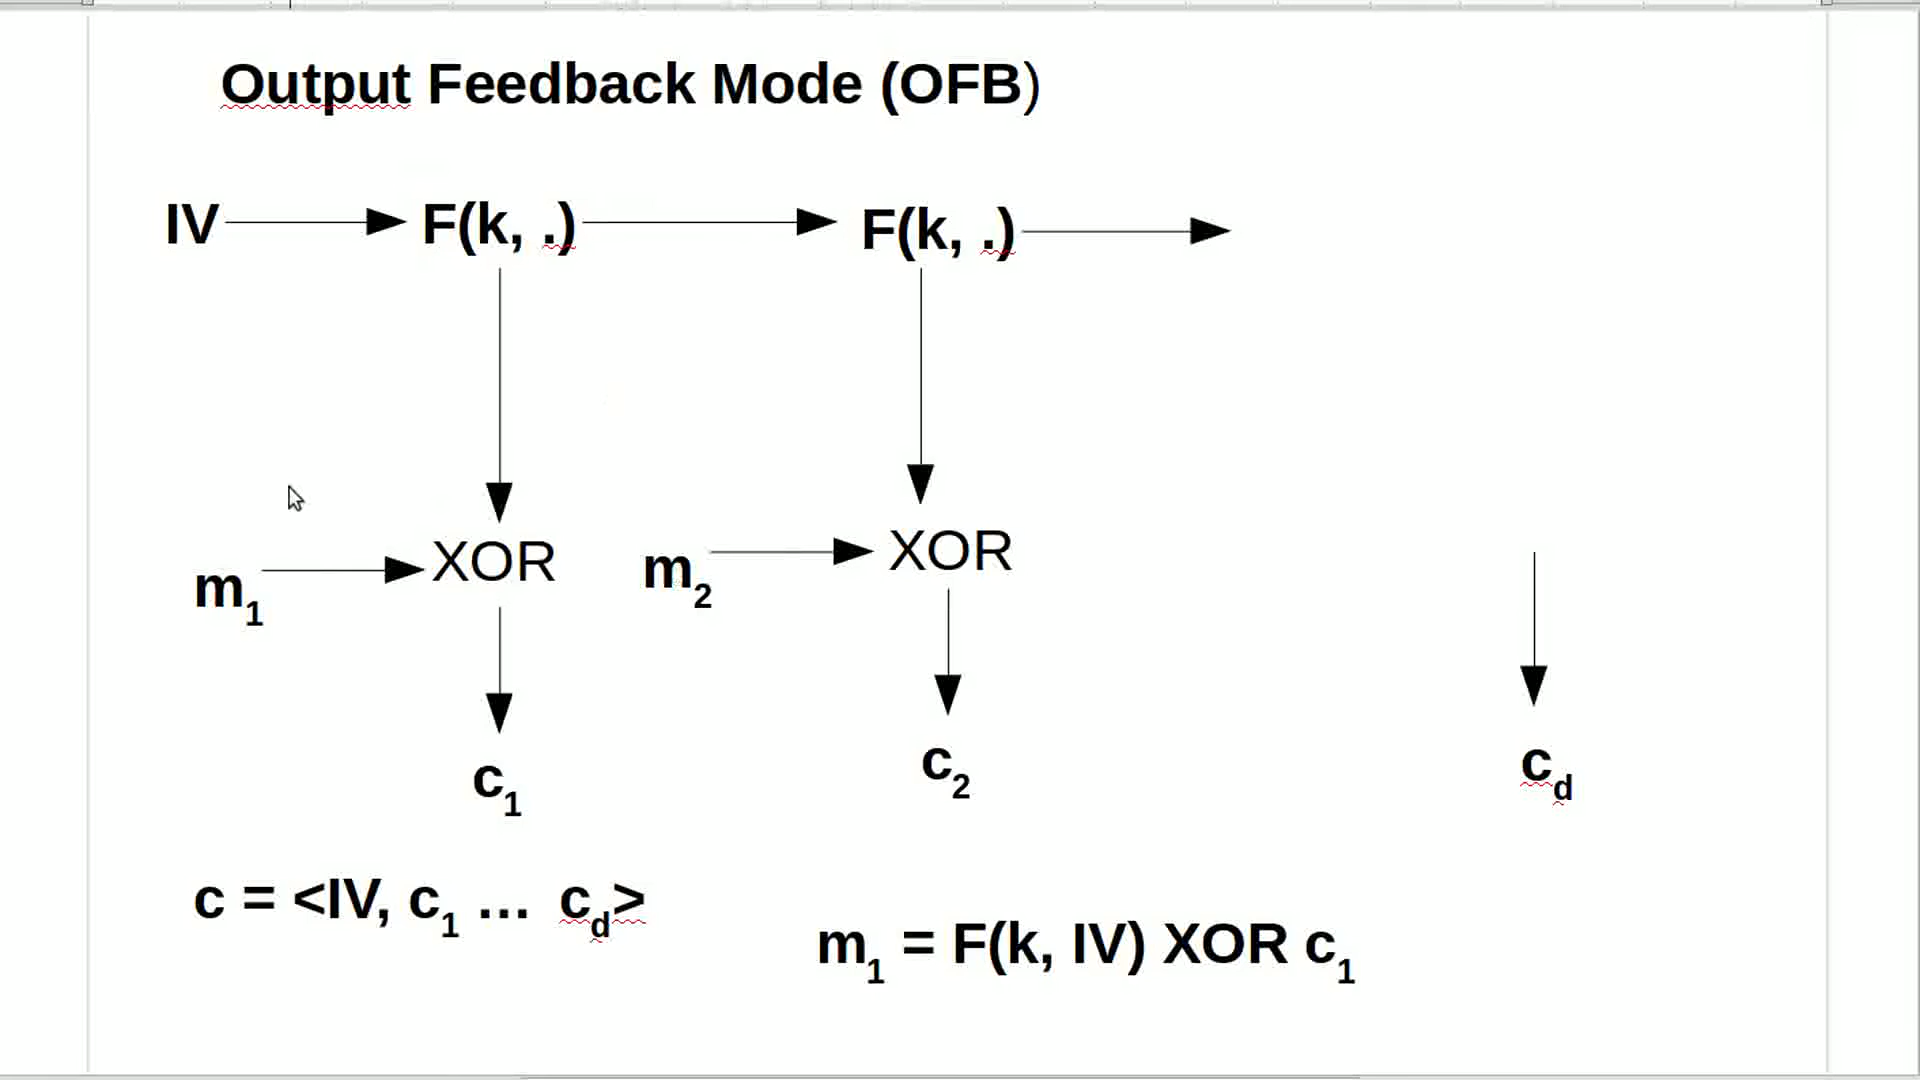 Output Feedback Mode (OFB)
IV F(k, .) F(k, .)
m1 XOR m2 XOR
c1 c2 cd
c = <IV, c1 ... cd>
m1 = F(k, IV) XOR c1